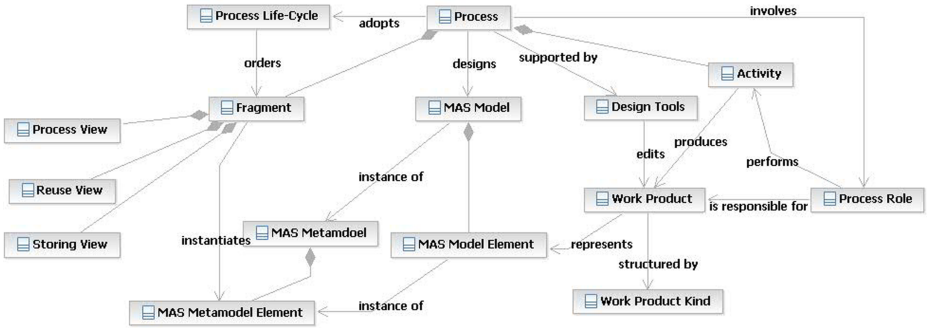 Process Life-Cycle
adopts
Process
involves
orders
designs
supported by
Activity
Fragment
MAS Model
Design Tools
Process View
produces
edits
performs
instance of
Reuse View
Work Product
is responsible for
Process Role
Storing View
instantiates
MAS Metamdoel
MAS Model Element
represents
structured by
MAS Metamodel Element
instance of
Work Product Kind